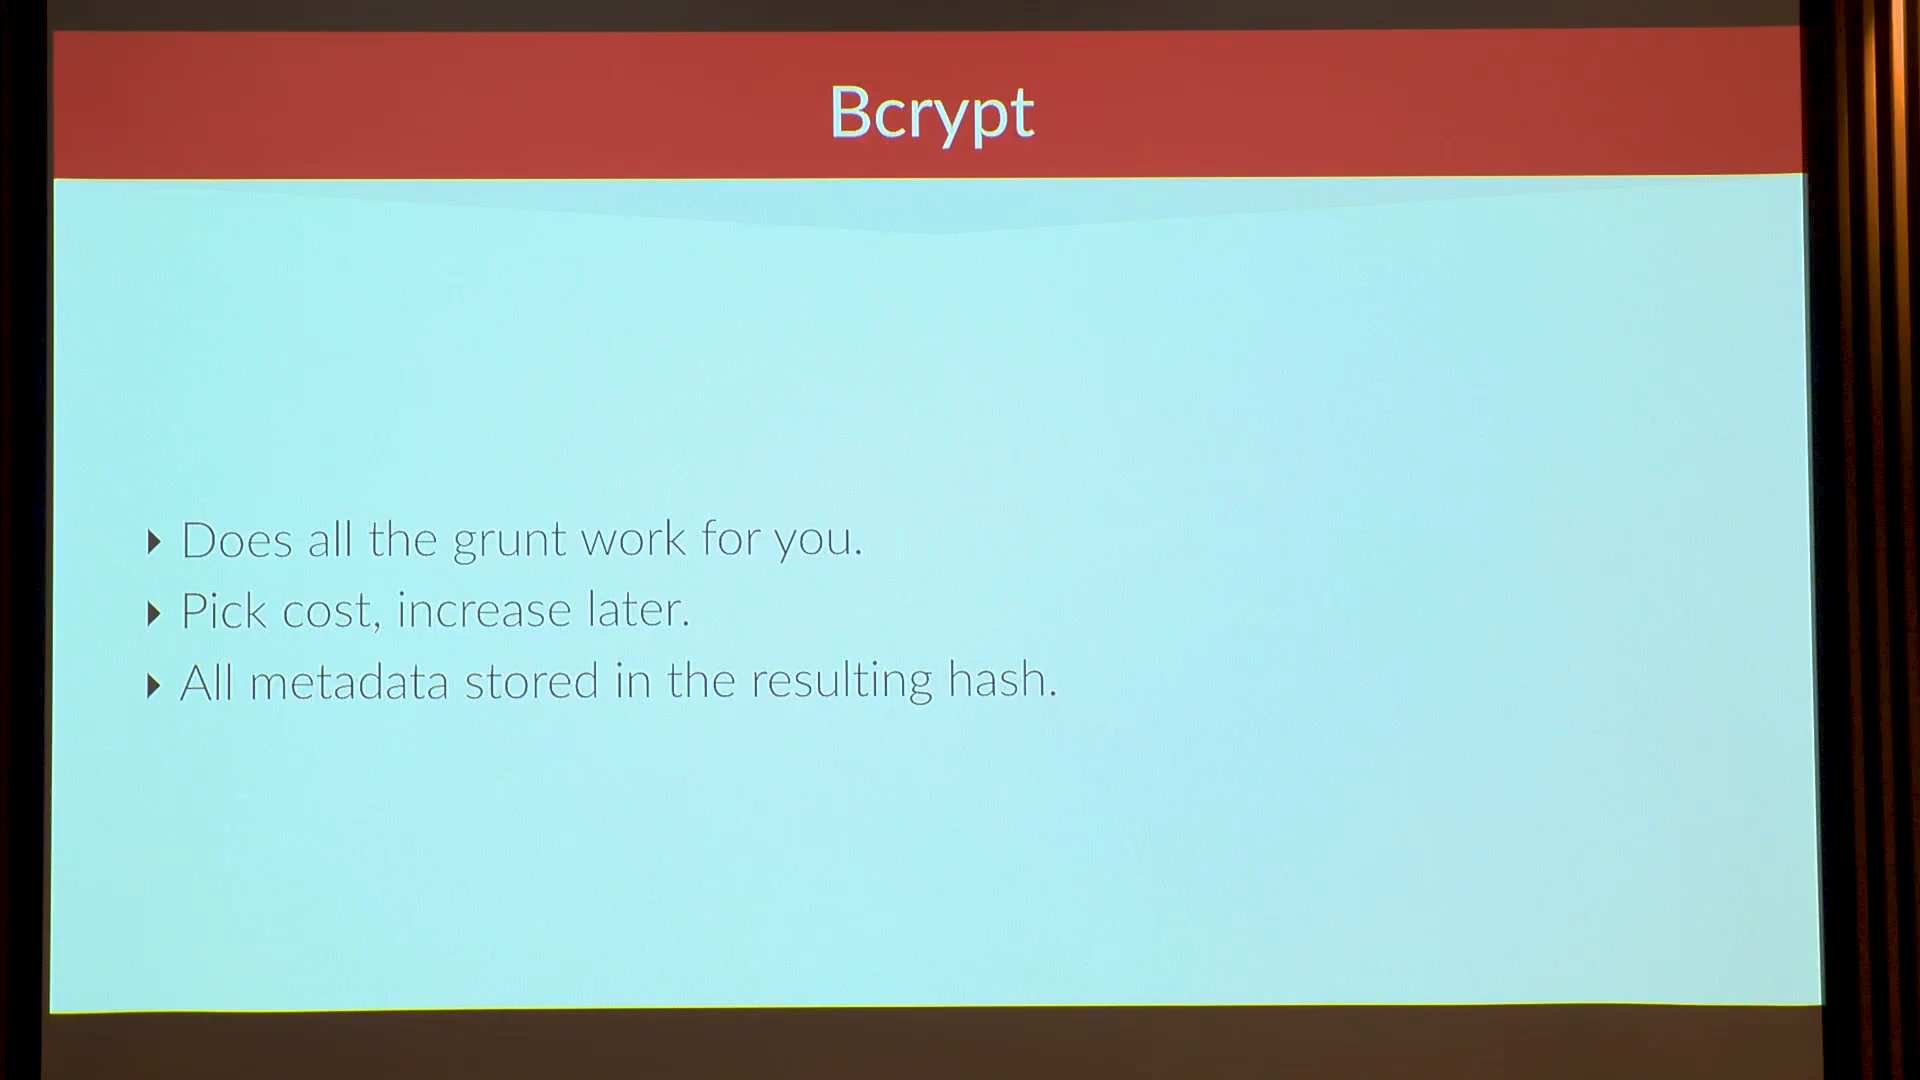 Bcrypt
Does all the grunt work for you.
Pick cost, increase later.
All metadata stored in the resulting hash.